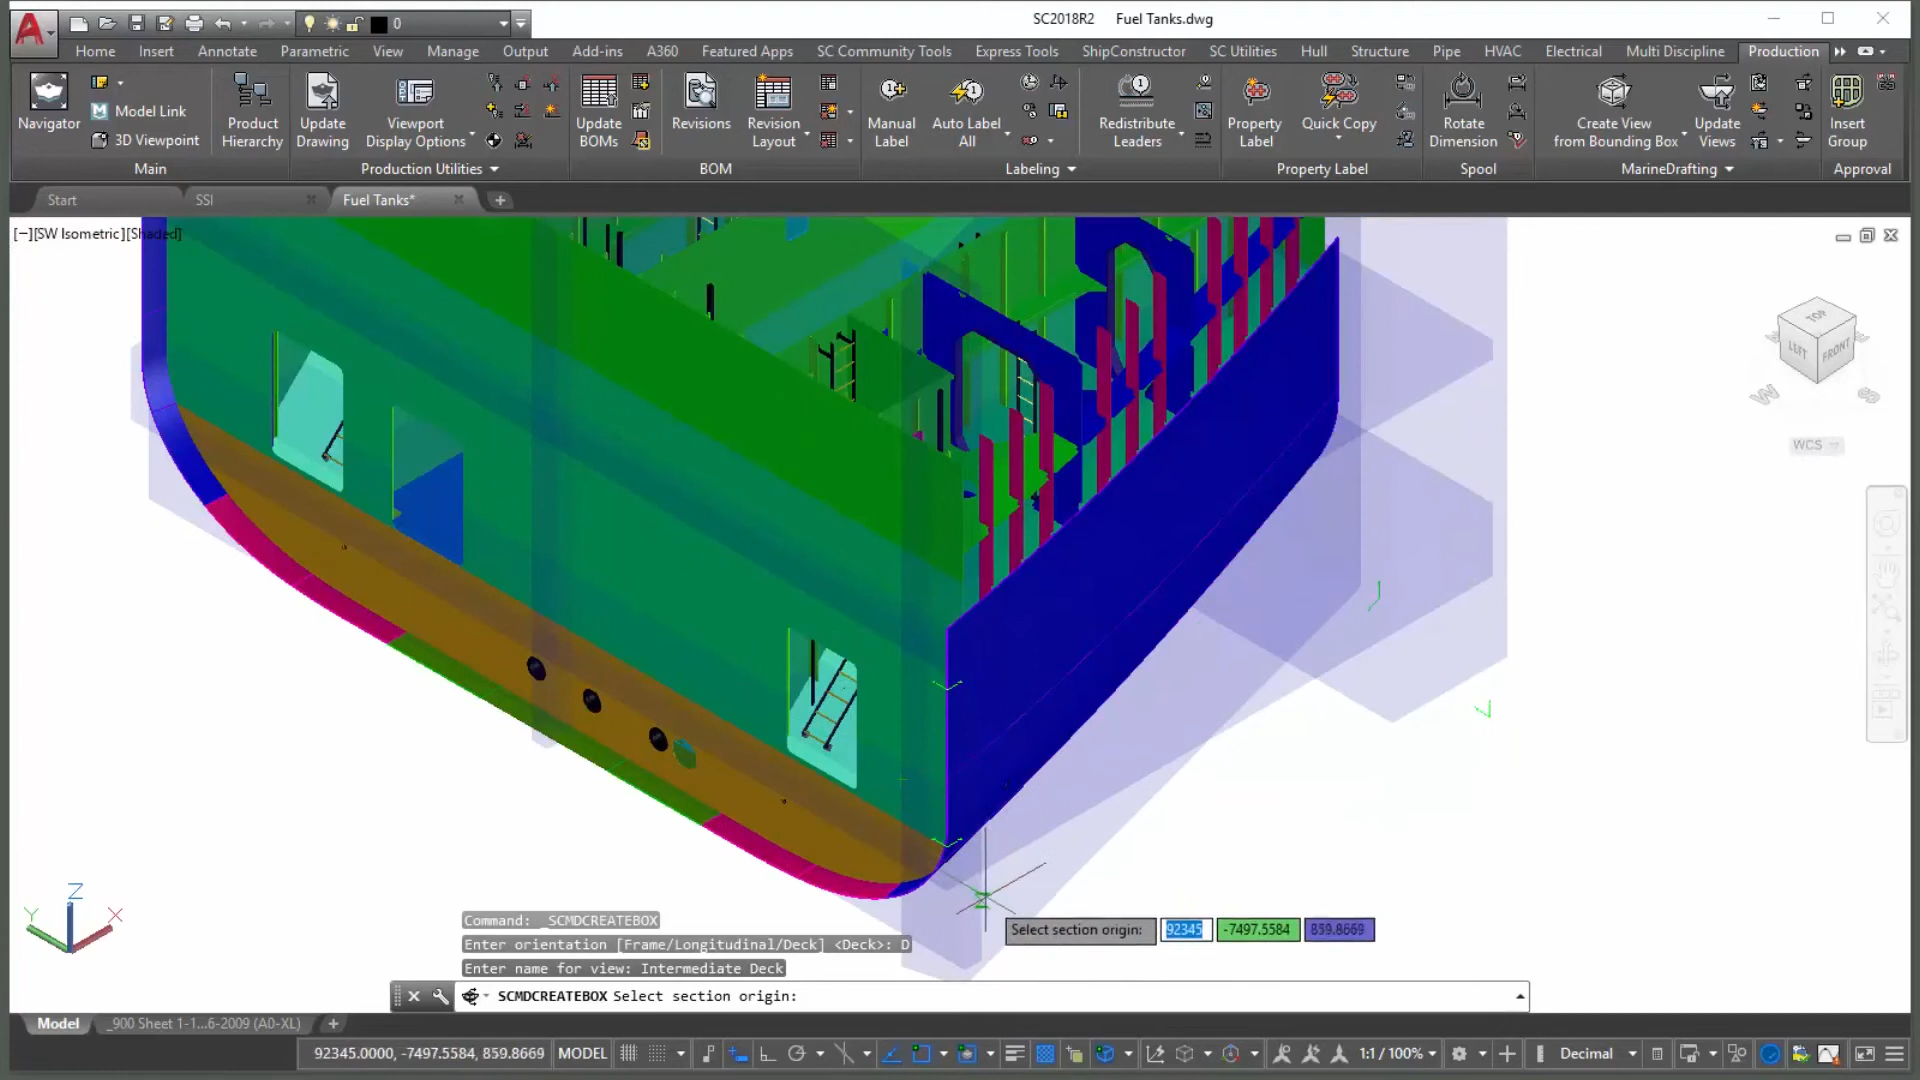 SC2018R2 Fuel Tanks.dwg
0
Home Insert Annotate Parametric View Manage Output Add-ins A360 Featured Apps SC Community Tools Express Tools ShipConstructor SC Utilities Hull Structure Pipe HVAC Electrical Multi Discipline Production
Navigator
Model Link
3D Viewpoint
Product Hierarchy
Update Drawing
Viewport Display Options
Update BOMs
Revisions
Revision Layout
Manual Label
Auto Label All
Redistribute Leaders
Property Label
Quick Copy
Rotate Dimension
Create View from Bounding Box
Update Views
Insert Group
Main Production Utilities BOM Labeling Property Label Spool MarineDrafting Approval
Start SSI Fuel Tanks*
[−][SW Isometric][Shaded]
TOP
LEFT FRONT
W S
WCS
Z
Y X
Command: _SCMDCREATEBOX
Select section origin: 92345 -7497.5584 859.8669
Enter orientation [Frame/Longitudinal/Deck] <Deck>: D
Enter name for view: Intermediate Deck
SCMDCREATEBOX Select section origin:
Model _900 Sheet 1-1...6-2009 (A0-XL)
92345.0000, -7497.5584, 859.8669 MODEL 1:1 / 100% Decimal